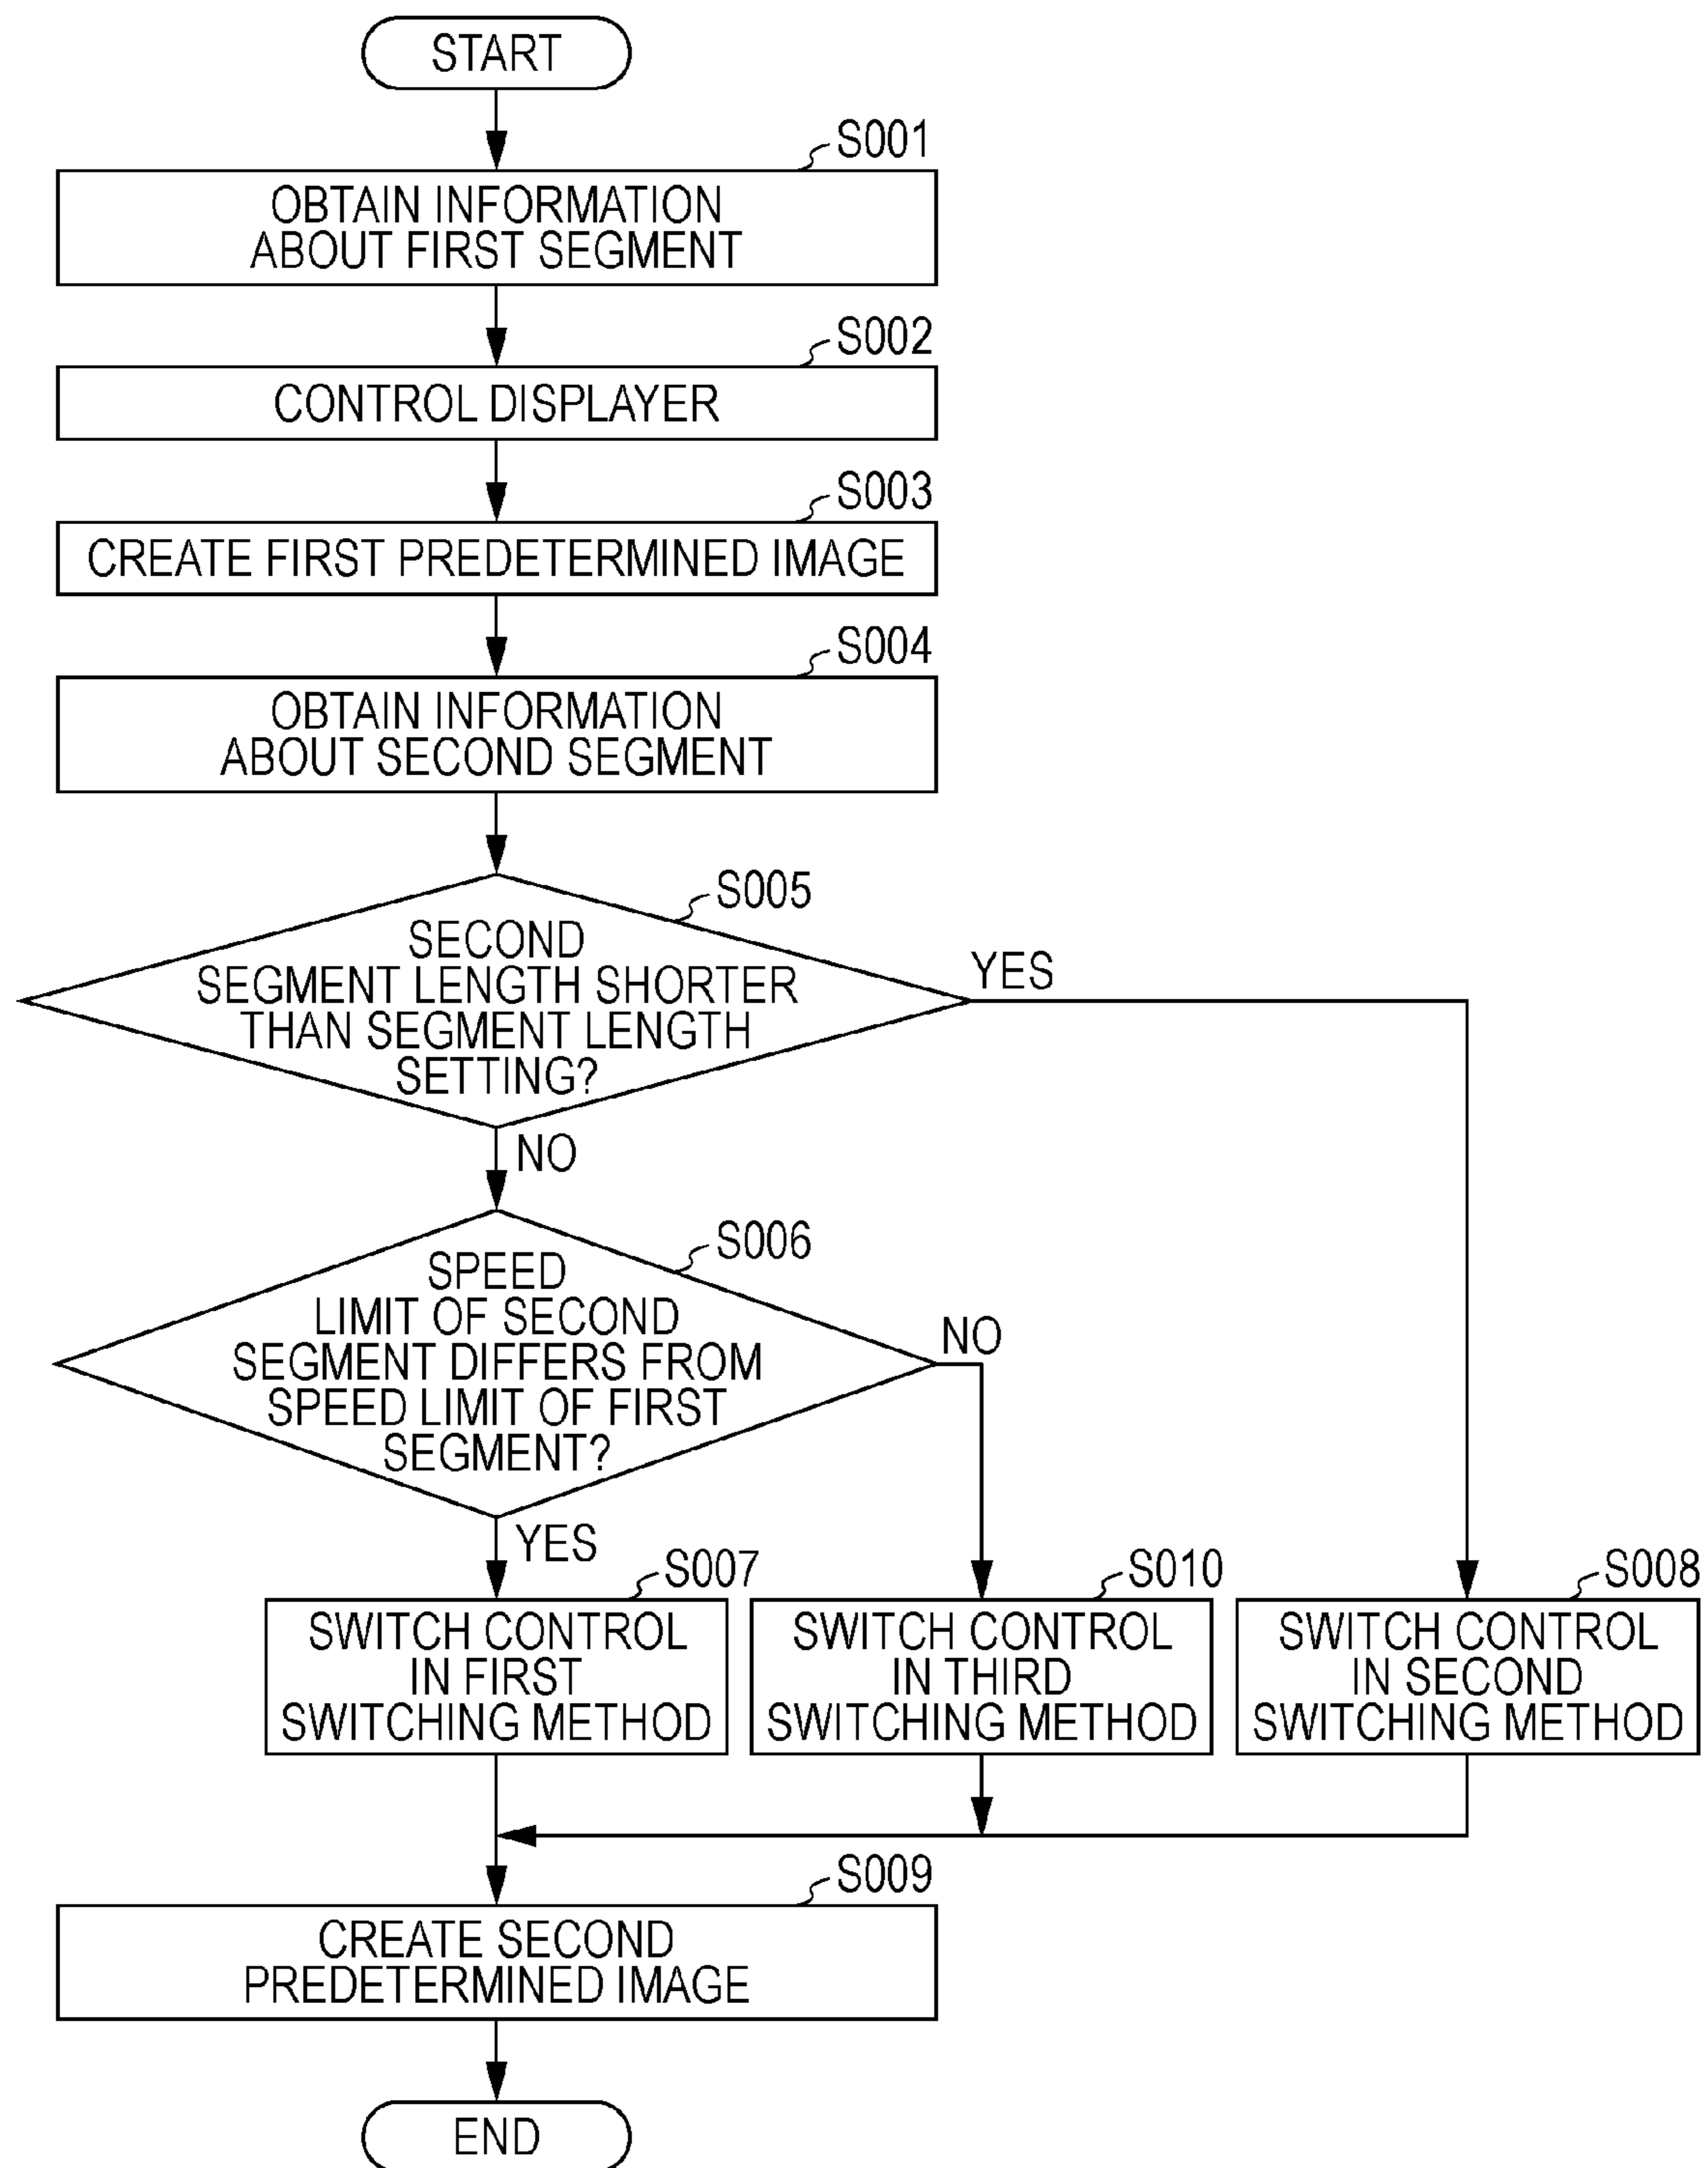 START
S001
OBTAIN INFORMATION
ABOUT FIRST SEGMENT
S002
CONTROL DISPLAYER
S003
CREATE FIRST PREDETERMINED IMAGE
S004
OBTAIN INFORMATION
ABOUT SECOND SEGMENT
S005
SECOND
SEGMENT LENGTH SHORTER
THAN SEGMENT LENGTH
SETTING?
YES
NO
S006
SPEED
LIMIT OF SECOND
SEGMENT DIFFERS FROM
SPEED LIMIT OF FIRST
SEGMENT?
NO
YES
S007
SWITCH CONTROL
IN FIRST
SWITCHING METHOD
S010
SWITCH CONTROL
IN THIRD
SWITCHING METHOD
S008
SWITCH CONTROL
IN SECOND
SWITCHING METHOD
S009
CREATE SECOND
PREDETERMINED IMAGE
END